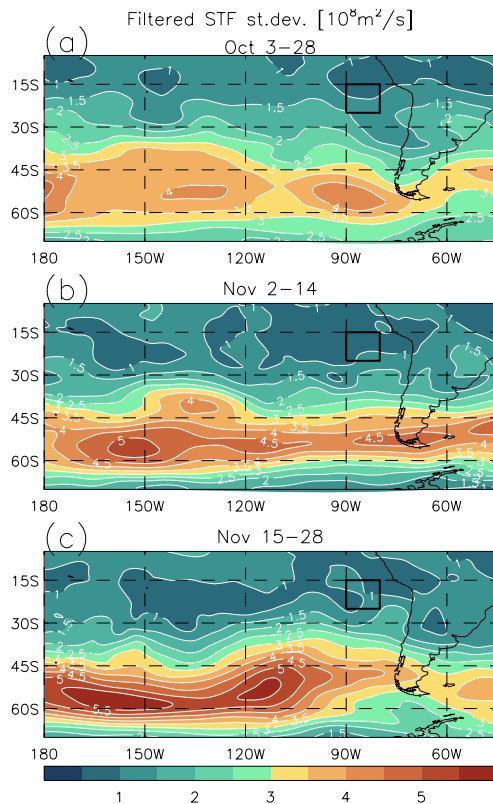 Filtered STF st.dev. [10⁸m²/s]
(a)
Oct 3–28
15S
30S
45S
60S
180 150W 120W 90W 60W
(b)
Nov 2–14
15S
30S
45S
60S
180 150W 120W 90W 60W
(c)
Nov 15–28
15S
30S
45S
60S
180 150W 120W 90W 60W
1 2 3 4 5